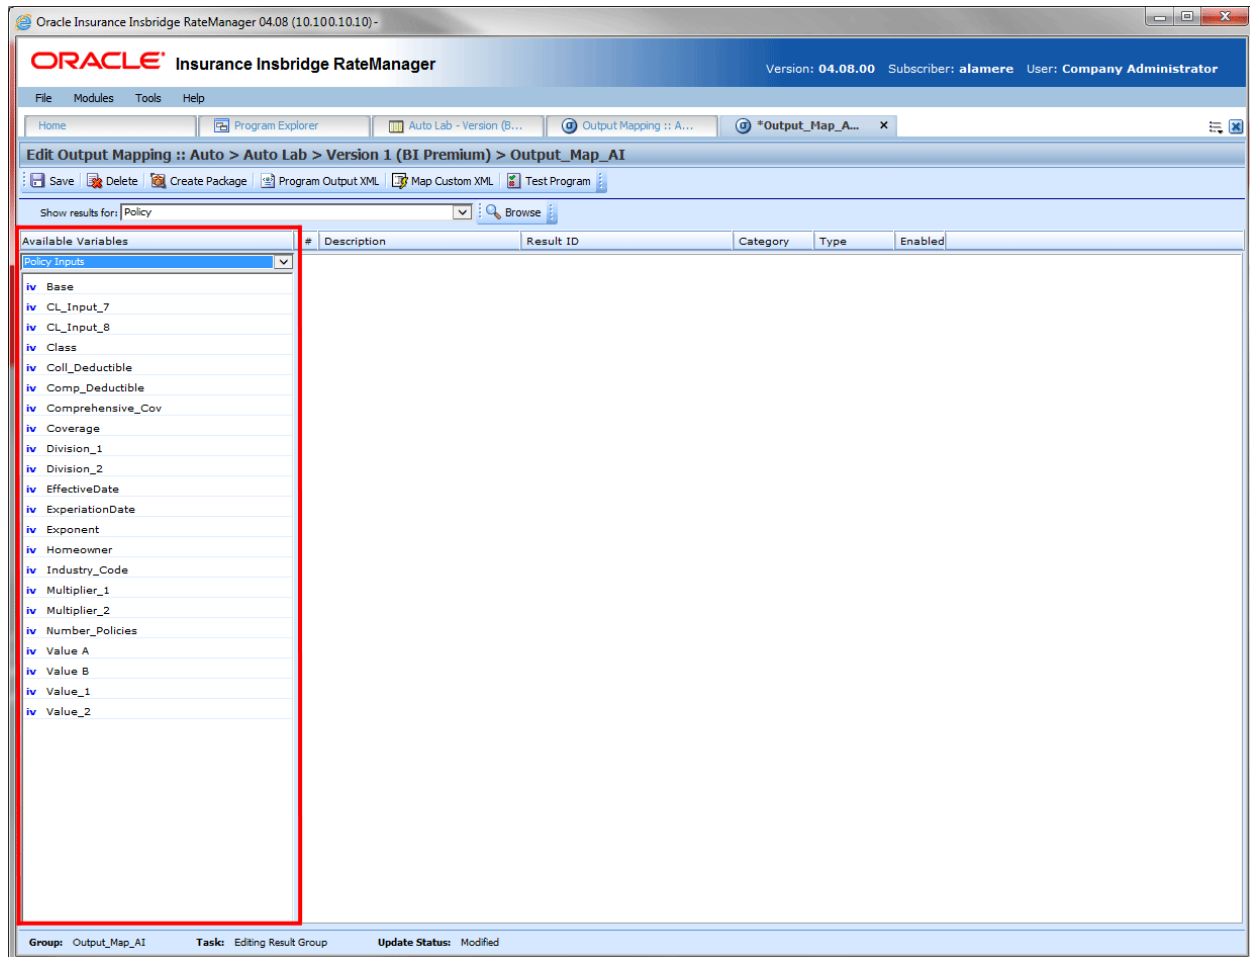 Oracle Insurance Insbridge RateManager 04.08 (10.100.10.10) -
ORACLE Insurance Insbridge RateManager
Version: 04.08.00 Subscriber: alamere User: Company Administrator
File Modules Tools Help
Home Program Explorer Auto Lab - Version (B... Output Mapping :: A... *Output_Map_A... x
Edit Output Mapping :: Auto > Auto Lab > Version 1 (BI Premium) > Output_Map_AI
Save Delete Create Package Program Output XML Map Custom XML Test Program
Show results for: Policy Browse
Available Variables # Description Result ID Category Type Enabled
Policy Inputs
iv Base
iv CL_Input_7
iv CL_Input_8
iv Class
iv Coll_Deductible
iv Comp_Deductible
iv Comprehensive_Cov
iv Coverage
iv Division_1
iv Division_2
iv EffectiveDate
iv ExperiationDate
iv Exponent
iv Homeowner
iv Industry_Code
iv Multiplier_1
iv Multiplier_2
iv Number_Policies
iv Value A
iv Value B
iv Value_1
iv Value_2
Group: Output_Map_AI Task: Editing Result Group Update Status: Modified